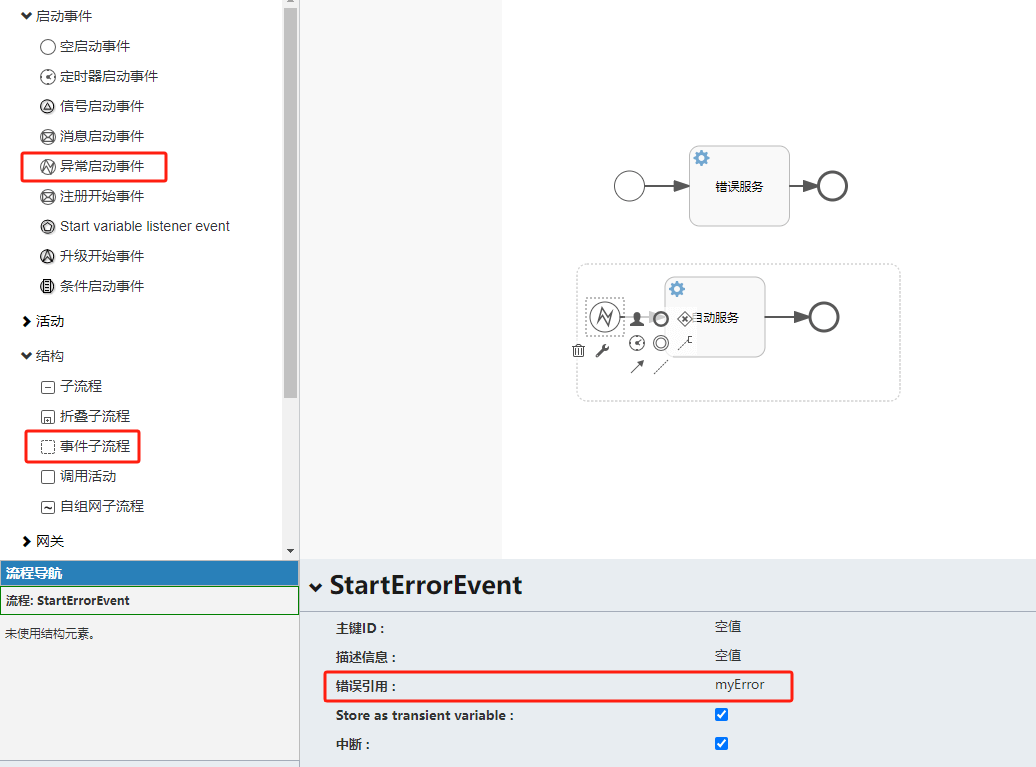 启动事件
空启动事件
定时器启动事件
信号启动事件
消息启动事件
异常启动事件
注册开始事件
Start variable listener event
升级开始事件
条件启动事件
活动
结构
子流程
折叠子流程
事件子流程
调用活动
自组网子流程
网关
流程导航
流程: StartErrorEvent
未使用结构元素。
错误服务
启动服务
StartErrorEvent
主键ID :
空值
描述信息 :
空值
错误引用 :
myError
Store as transient variable :
中断 :